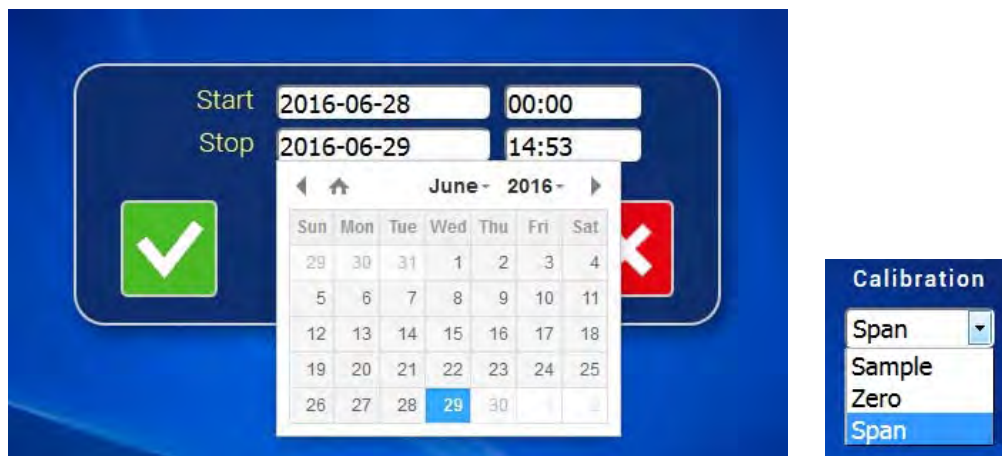 Start 2016-06-28 00:00
Stop 2016-06-29 14:53
June 2016
Sun Mon Tue Wed Thu Fri Sat
29 30 31 1 2 3 4
5 6 7 8 9 10 11
12 13 14 15 16 17 18
19 20 21 22 23 24 25
26 27 28 29 30 1 2
Calibration
Span
Sample
Zero
Span